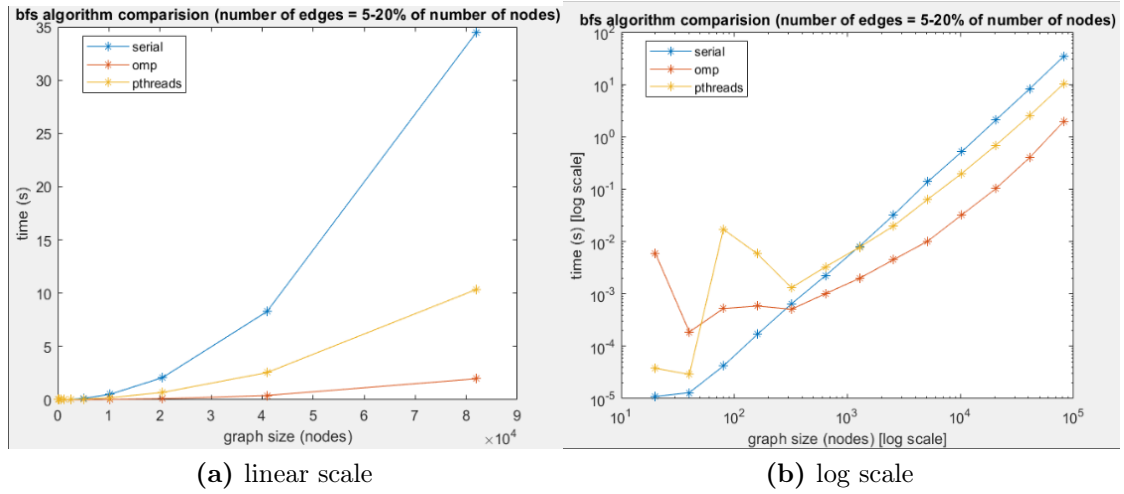 bfs algorithm comparision (number of edges = 5-20% of number of nodes)
35
30
25
20
15
10
5
0
time (s)
serial
omp
pthreads
0 1 2 3 4 5 6 7 8 9
graph size (nodes)
×10^4
(a) linear scale
bfs algorithm comparision (number of edges = 5-20% of number of nodes)
10^2
10^1
10^0
10^-1
10^-2
10^-3
10^-4
10^-5
time (s) [log scale]
serial
omp
pthreads
10^1 10^2 10^3 10^4 10^5
graph size (nodes) [log scale]
(b) log scale